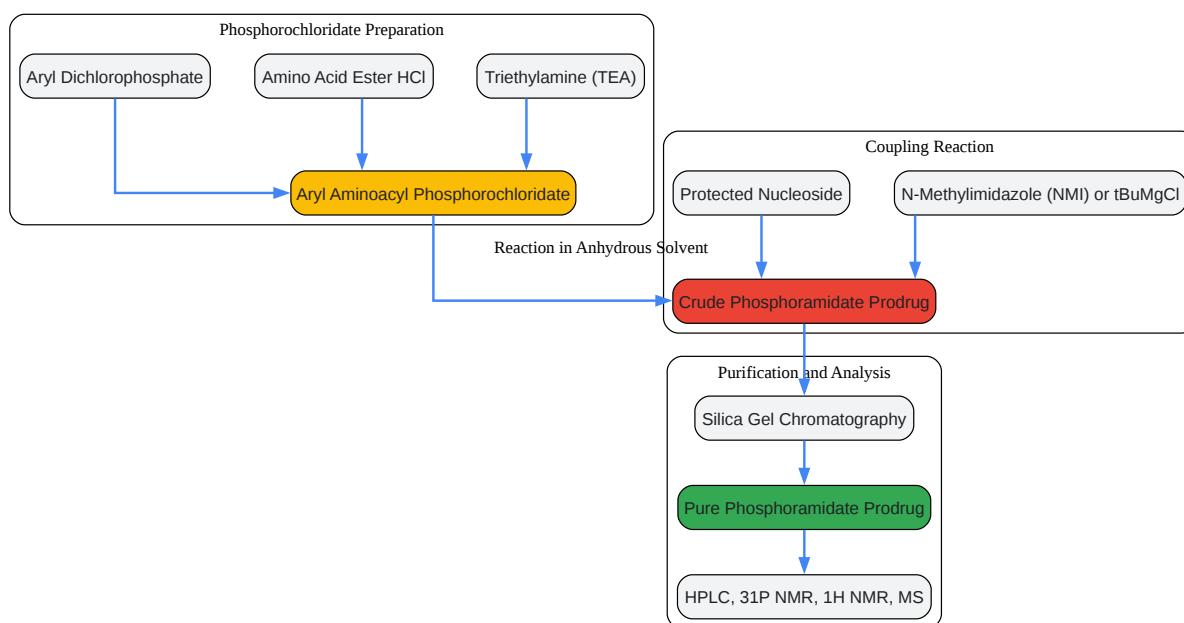 Phosphorochloridate Preparation
Aryl Dichlorophosphate
Amino Acid Ester HCl
Triethylamine (TEA)
Aryl Aminoacyl Phosphorochloridate
Coupling Reaction
Protected Nucleoside
N-Methylimidazole (NMI) or tBuMgCl
Reaction in Anhydrous Solvent
Crude Phosphoramidate Prodrug
Purification and Analysis
Silica Gel Chromatography
Pure Phosphoramidate Prodrug
HPLC, 31P NMR, 1H NMR, MS